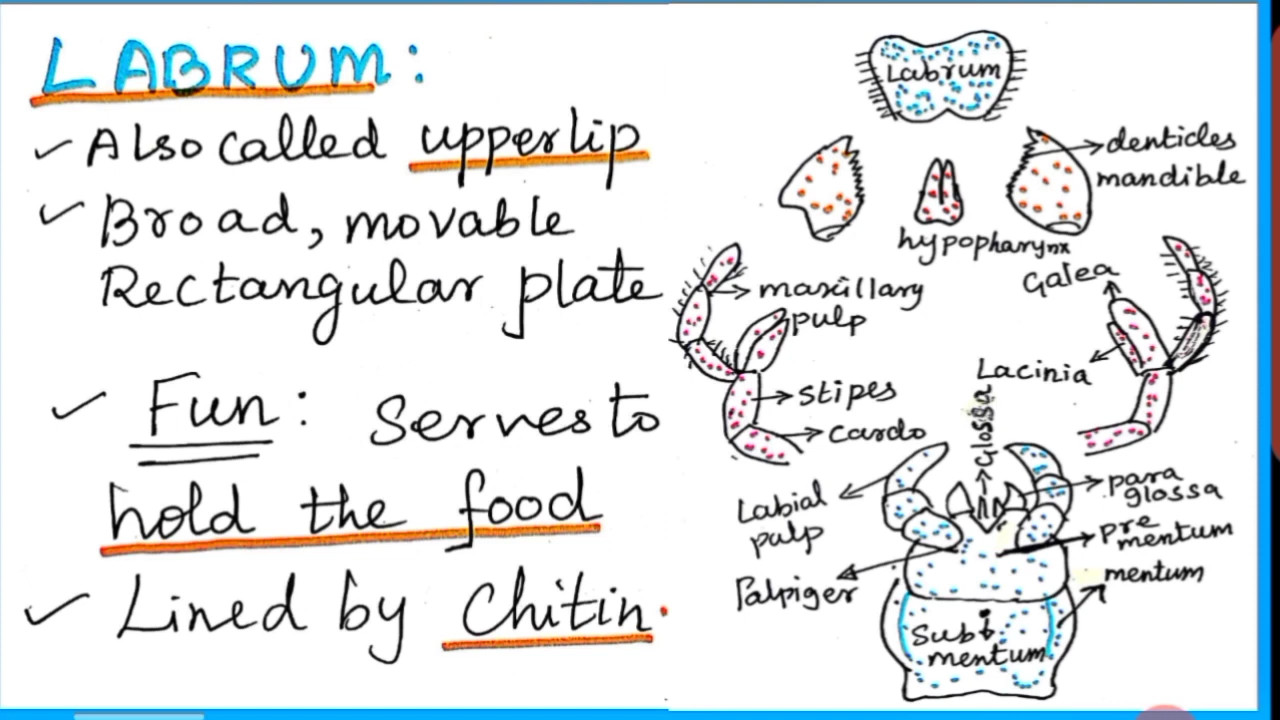 LABRUM:
Also called upperlip
Broad, movable
Rectangular plate
Fun: Serves to
hold the food
Lined by Chitin.
Labrum
denticles
mandible
hypopharynx
Galea
maxillary
pulp
Lacinia
stipes
cardo
Glossa
Labial
pulp
para
glossa
pre
mentum
Palpiger
mentum
Sub
mentum